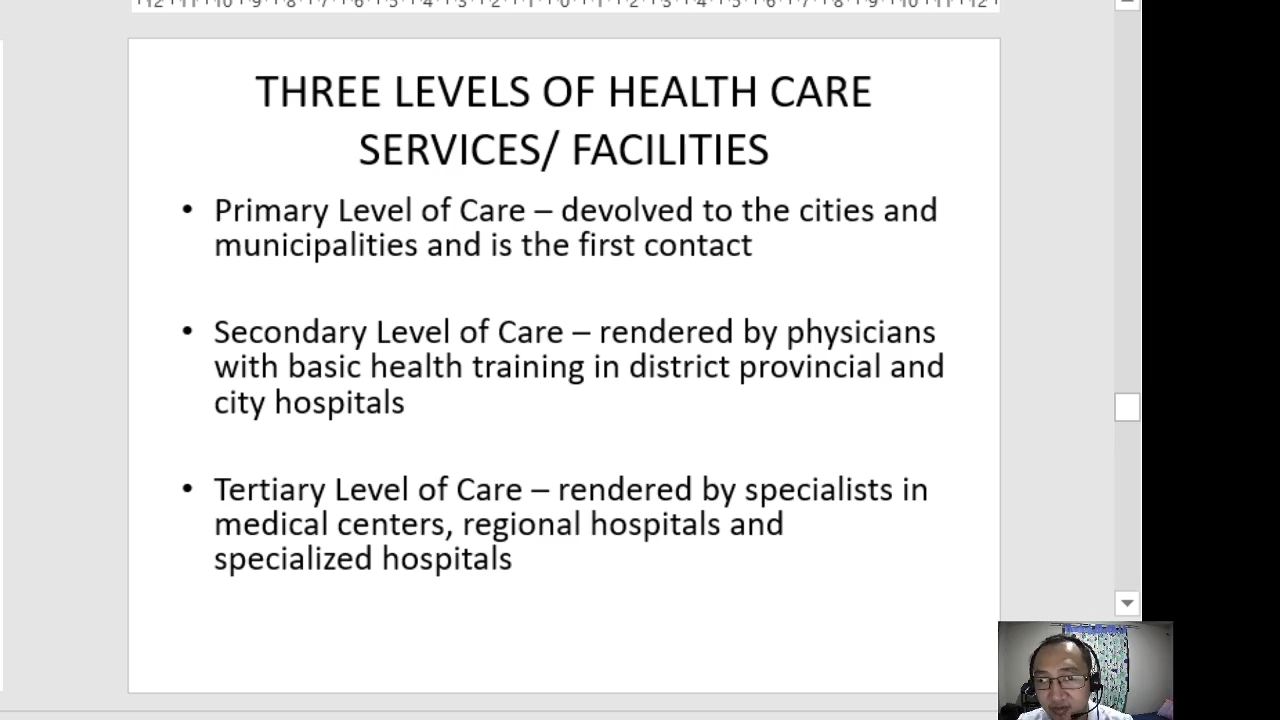 THREE LEVELS OF HEALTH CARE
SERVICES/ FACILITIES
• Primary Level of Care – devolved to the cities and
municipalities and is the first contact
• Secondary Level of Care – rendered by physicians
with basic health training in district provincial and
city hospitals
• Tertiary Level of Care – rendered by specialists in
medical centers, regional hospitals and
specialized hospitals